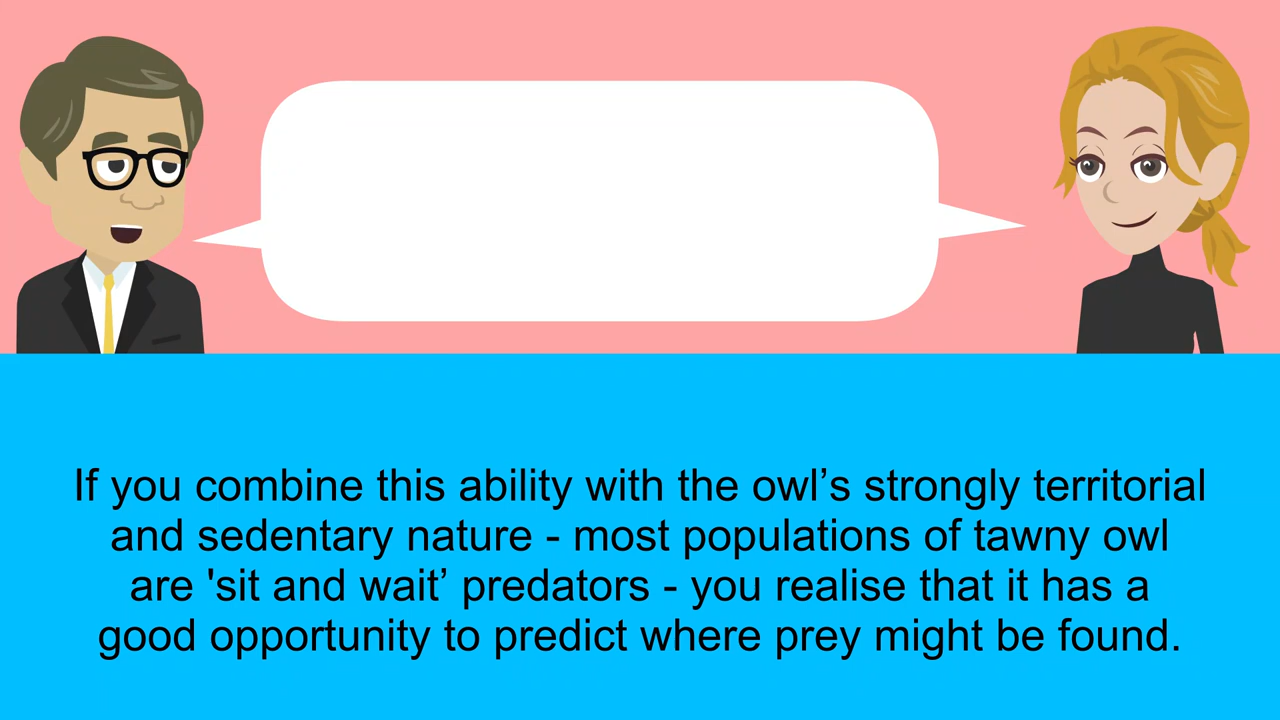 If you combine this ability with the owl’s strongly territorial
and sedentary nature - most populations of tawny owl
are 'sit and wait’ predators - you realise that it has a
good opportunity to predict where prey might be found.